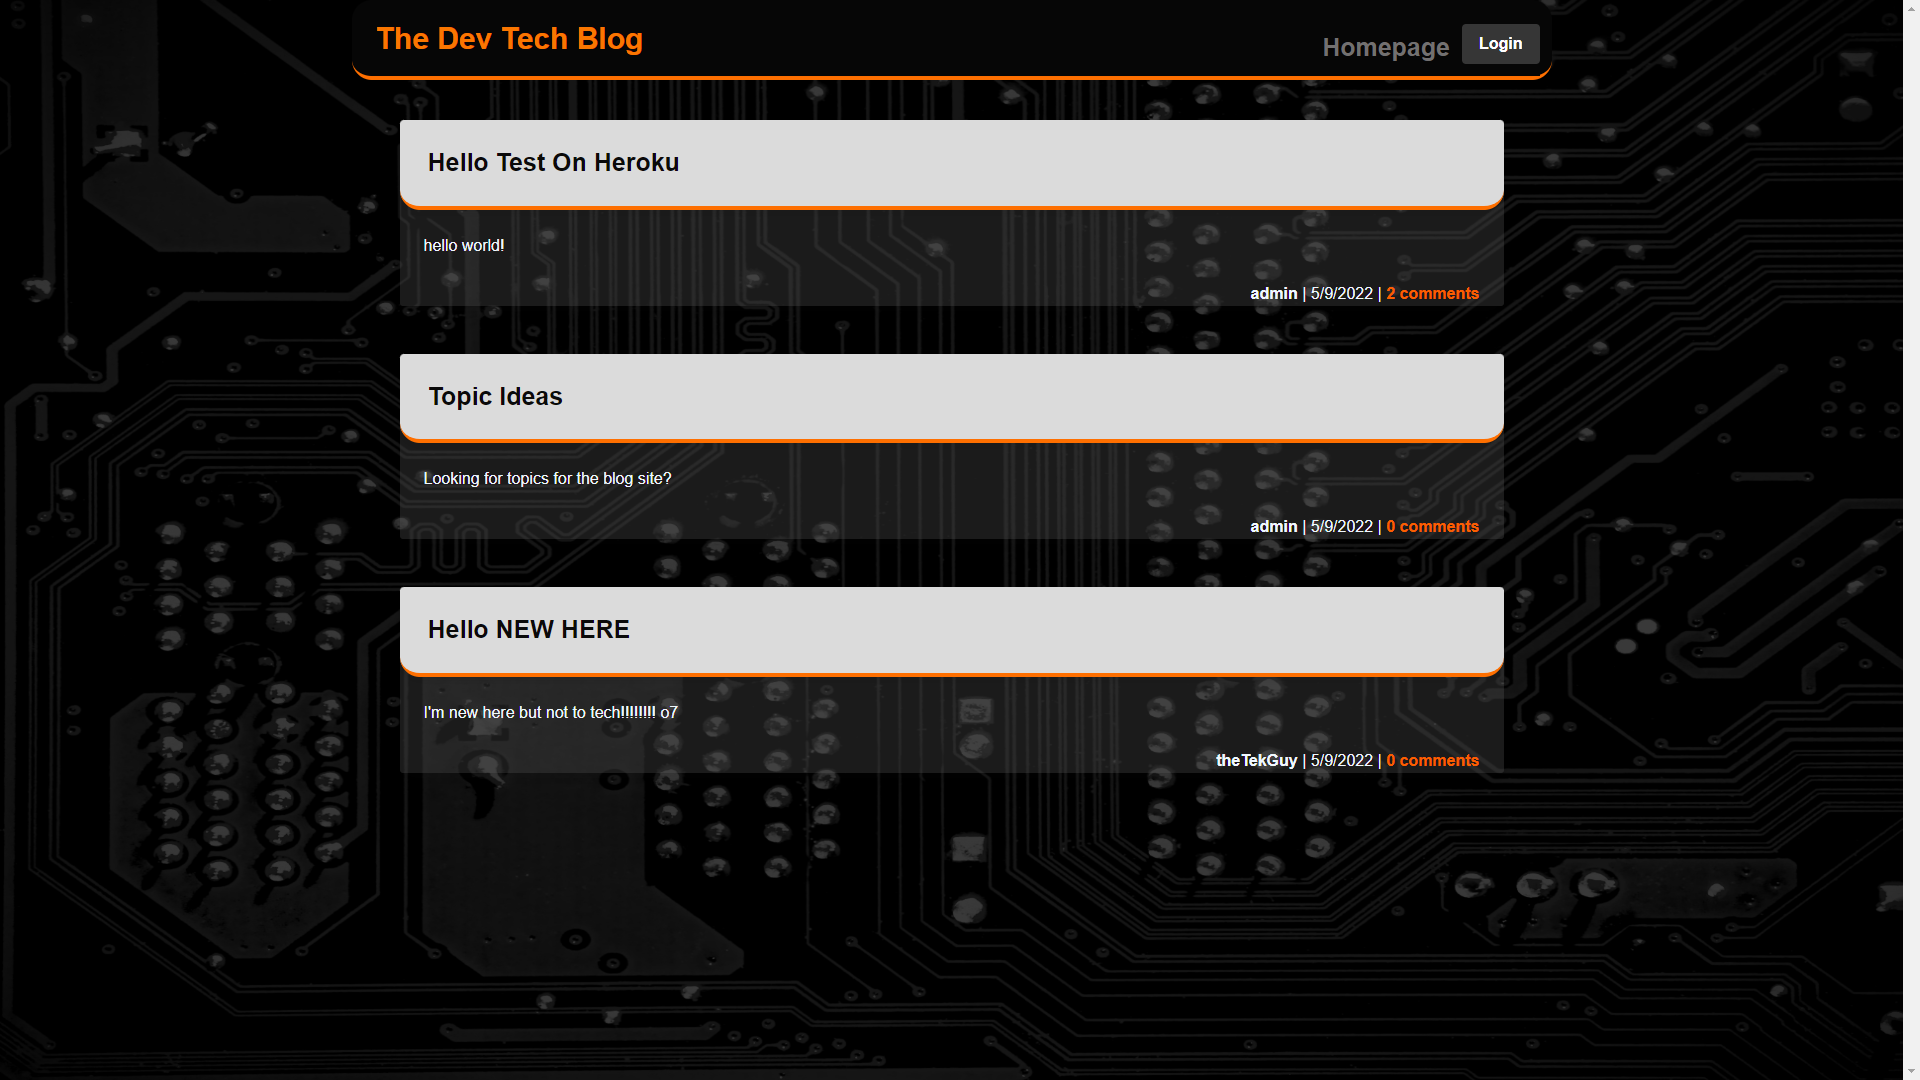 The Dev Tech Blog
Homepage
Login
Hello Test On Heroku
hello world!
admin | 5/9/2022 | 2 comments
Topic Ideas
Looking for topics for the blog site?
admin | 5/9/2022 | 0 comments
Hello NEW HERE
I'm new here but not to tech!!!!!!!! o7
theTekGuy | 5/9/2022 | 0 comments